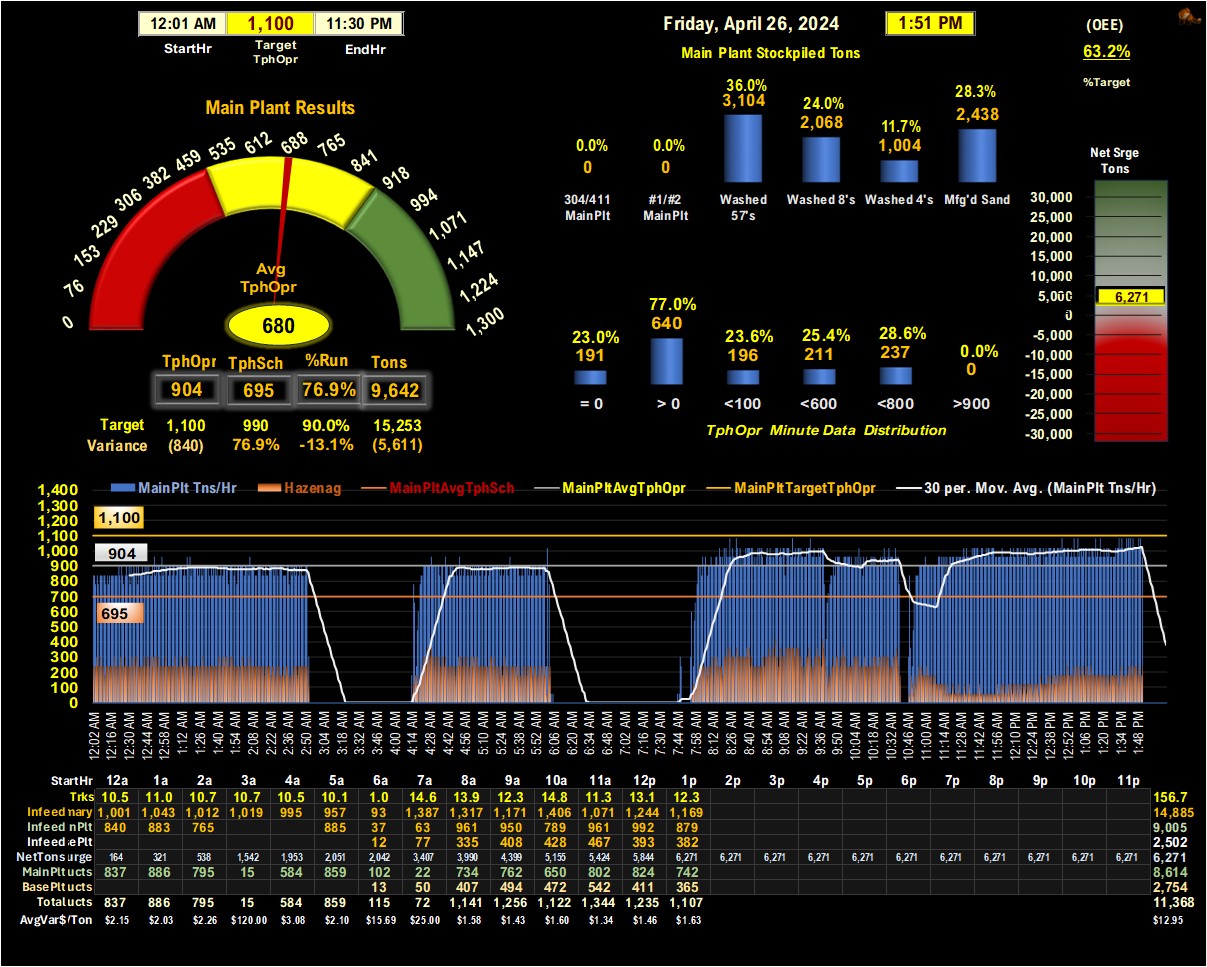 12:01 AM 1,100 11:30 PM
StartHr Target TphOpr EndHr
Friday, April 26, 2024 1:51 PM
Main Plant Stockpiled Tons
(OEE)
63.2%
%Target
Main Plant Results
0 76 153 229 306 382 459 535 612 688 765 841 918 994 1,071 1,147 1,224 1,300
Avg
TphOpr
680
TphOpr TphSch %Run Tons
904 695 76.9% 9,642
Target 1,100 990 90.0% 15,253
Variance (840) 76.9% -13.1% (5,611)
0.0% 0.0% 36.0% 24.0% 11.7% 28.3%
0 0 3,104 2,068 1,004 2,438
304/411 MainPlt #1/#2 MainPlt Washed 57's Washed 8's Washed 4's Mfg'd Sand
23.0% 77.0% 23.6% 25.4% 28.6% 0.0%
191 640 196 211 237 0
= 0 > 0 <100 <600 <800 >900
TphOpr Minute Data Distribution
Net Srge
Tons
30,000
25,000
20,000
15,000
10,000
5,000
6,271
0
-5,000
-10,000
-15,000
-20,000
-25,000
-30,000
MainPlt Tns/Hr Hazenag MainPltAvgTphSch MainPltAvgTphOpr MainPltTargetTphOpr 30 per. Mov. Avg. (MainPlt Tns/Hr)
1,400
1,300
1,200
1,100
1,000
900
800
700
600
500
400
300
200
100
0
1,100
904
695
12:02 AM 12:16 AM 12:30 AM 12:44 AM 12:58 AM 1:12 AM 1:26 AM 1:40 AM 1:54 AM 2:08 AM 2:22 AM 2:36 AM 2:50 AM 3:04 AM 3:18 AM 3:32 AM 3:46 AM 4:00 AM 4:14 AM 4:28 AM 4:42 AM 4:56 AM 5:10 AM 5:24 AM 5:38 AM 5:52 AM 6:06 AM 6:20 AM 6:34 AM 6:48 AM 7:02 AM 7:16 AM 7:30 AM 7:44 AM 7:58 AM 8:12 AM 8:26 AM 8:40 AM 8:54 AM 9:08 AM 9:22 AM 9:36 AM 9:50 AM 10:04 AM 10:18 AM 10:32 AM 10:46 AM 11:00 AM 11:14 AM 11:28 AM 11:42 AM 11:56 AM 12:10 PM 12:24 PM 12:38 PM 12:52 PM 1:06 PM 1:20 PM 1:34 PM 1:48 PM
StartHr 12a 1a 2a 3a 4a 5a 6a 7a 8a 9a 10a 11a 12p 1p 2p 3p 4p 5p 6p 7p 8p 9p 10p 11p
Trks 10.5 11.0 10.7 10.7 10.5 10.1 1.0 14.6 13.9 12.3 14.8 11.3 13.1 12.3 156.7
Infeed mary 1,001 1,043 1,012 1,019 995 957 93 1,387 1,317 1,171 1,406 1,071 1,244 1,169 14,885
Infeed nPlt 840 883 765 885 37 63 961 950 789 961 992 879 9,005
Infeed ePlt 12 77 335 408 428 467 393 382 2,502
NetTons urge 164 321 538 1,542 1,953 2,051 2,042 3,407 3,990 4,399 5,155 5,424 5,844 6,271 6,271 6,271 6,271 6,271 6,271 6,271 6,271 6,271 6,271 6,271 6,271
MainPlt ucts 837 886 795 15 584 859 102 22 734 762 650 802 824 742 8,614
BasePlt ucts 13 50 407 494 472 542 411 365 2,754
Total ucts 837 886 795 15 584 859 115 72 1,141 1,256 1,122 1,344 1,235 1,107 11,368
AvgVar$/Ton $2.15 $2.03 $2.26 $120.00 $3.08 $2.10 $15.69 $25.00 $1.58 $1.43 $1.60 $1.34 $1.46 $1.63 $12.95